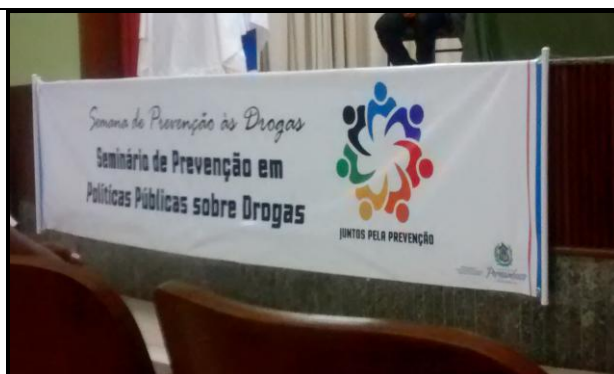 Semana de Prevenção às Drogas
Seminário de Prevenção em
Políticas Públicas sobre Drogas
JUNTOS PELA PREVENÇÃO
Pernambuco